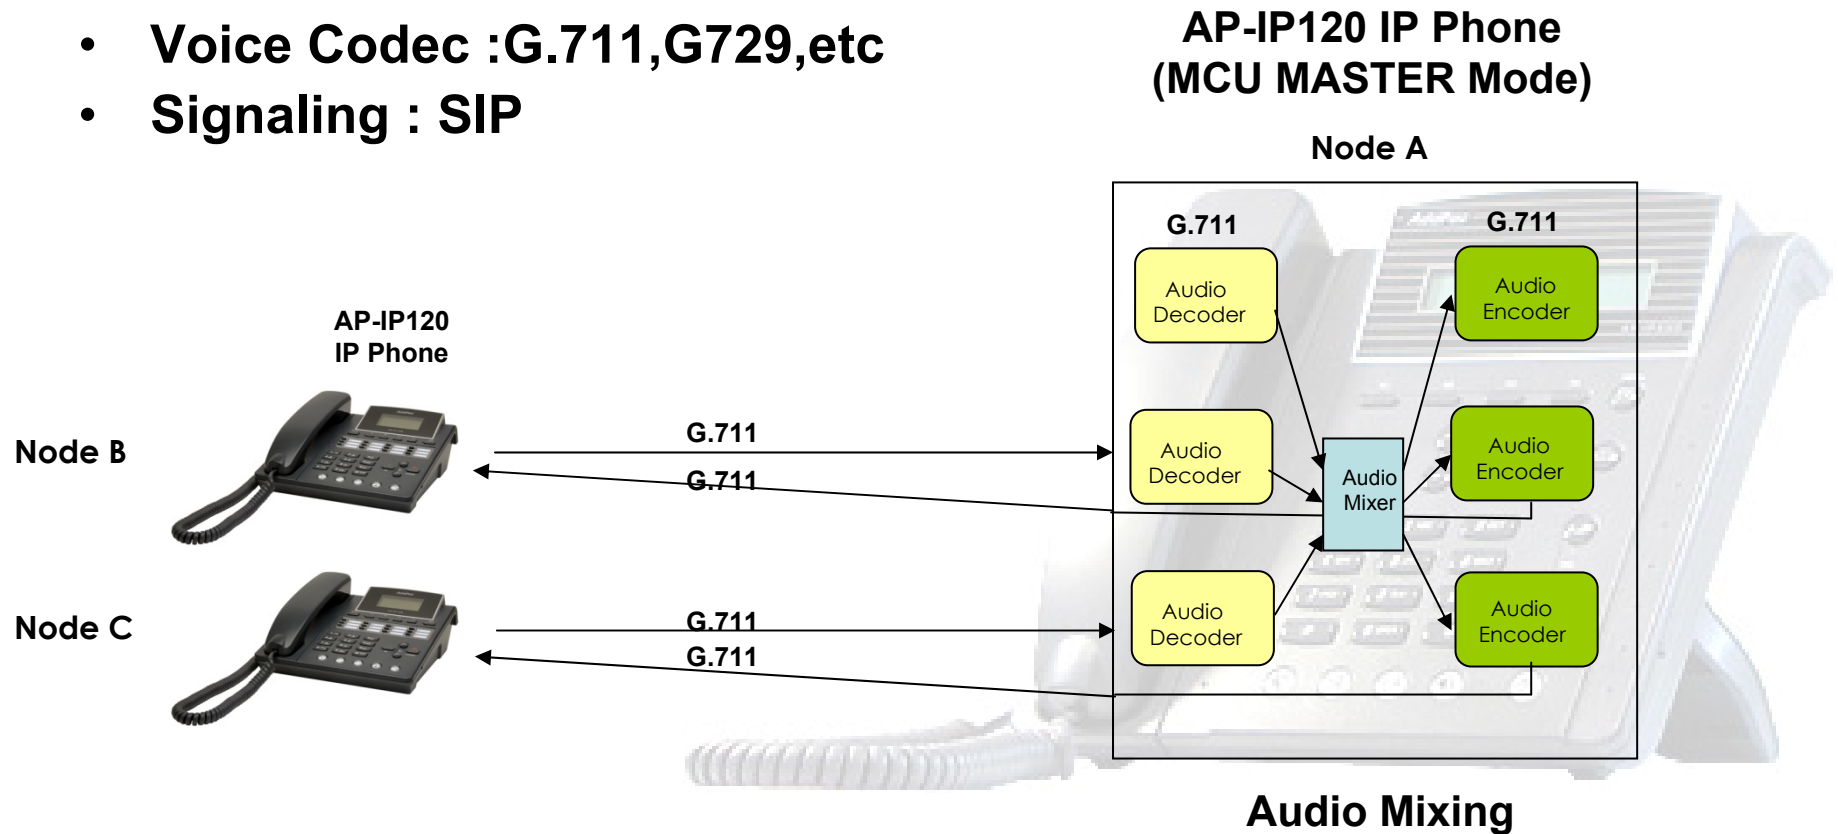 • Voice Codec :G.711,G729,etc
• Signaling : SIP
AP-IP120 IP Phone
(MCU MASTER Mode)
Node A
G.711
G.711
Audio
Decoder
Audio
Encoder
AP-IP120
IP Phone
Node B
G.711
G.711
Audio
Decoder
Audio
Mixer
Audio
Encoder
Node C
G.711
G.711
Audio
Decoder
Audio
Encoder
Audio Mixing